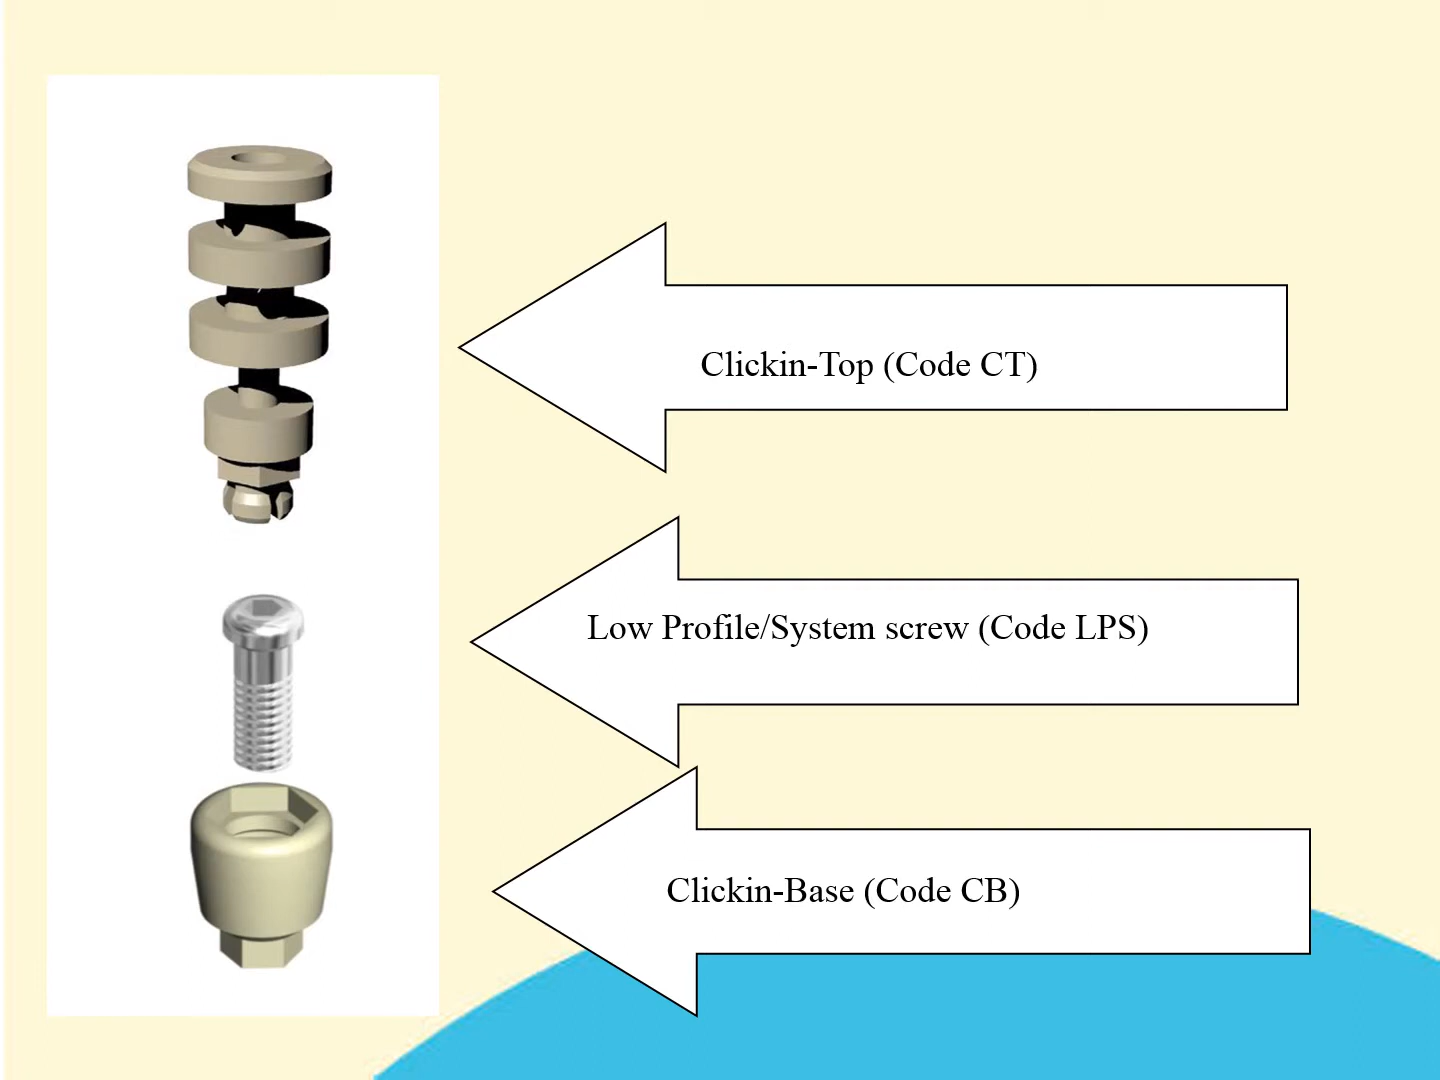 Clickin-Top (Code CT)
Low Profile/System screw (Code LPS)
Clickin-Base (Code CB)